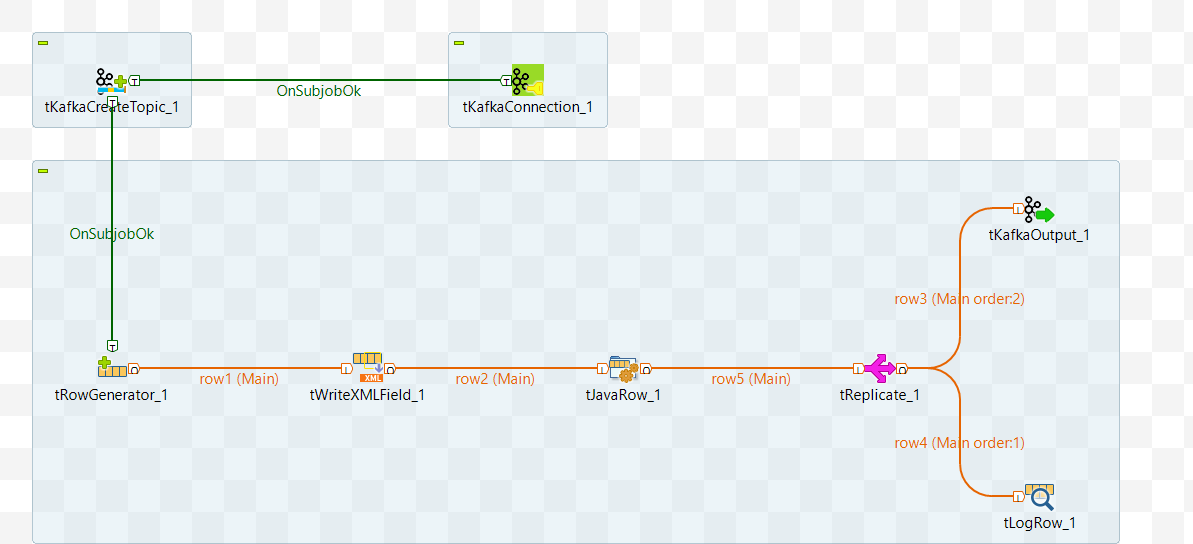 OnSubjobOk
tKafkaCreateTopic_1
tKafkaConnection_1
OnSubjobOk
tKafkaOutput_1
row3 (Main order:2)
row1 (Main)
row2 (Main)
row5 (Main)
XML
tRowGenerator_1
tWriteXMLField_1
tJavaRow_1
tReplicate_1
row4 (Main order:1)
tLogRow_1